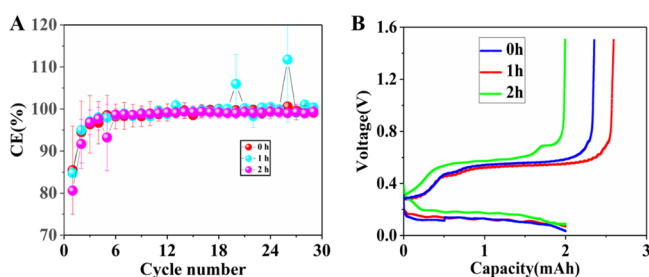 A
CE(%)
120
110
100
90
80
70
0 6 12 18 24 30
Cycle number
0 h
1 h
2 h
B
Voltage(V)
1.6
1.2
0.8
0.4
0.0
0 1 2 3
Capacity(mAh)
0h
1h
2h